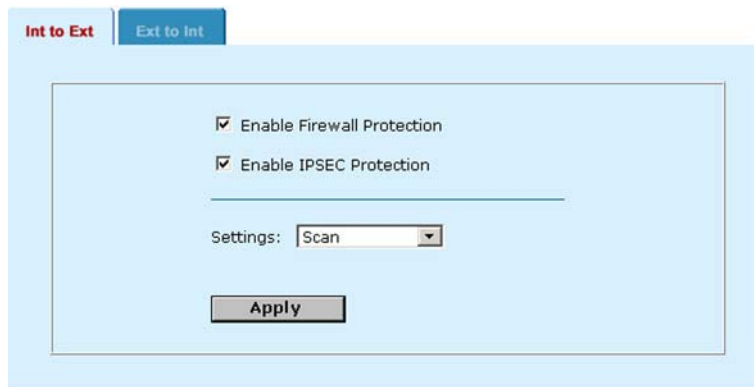 Int to Ext Ext to Int
Enable Firewall Protection
Enable IPSEC Protection
Settings: Scan
Apply